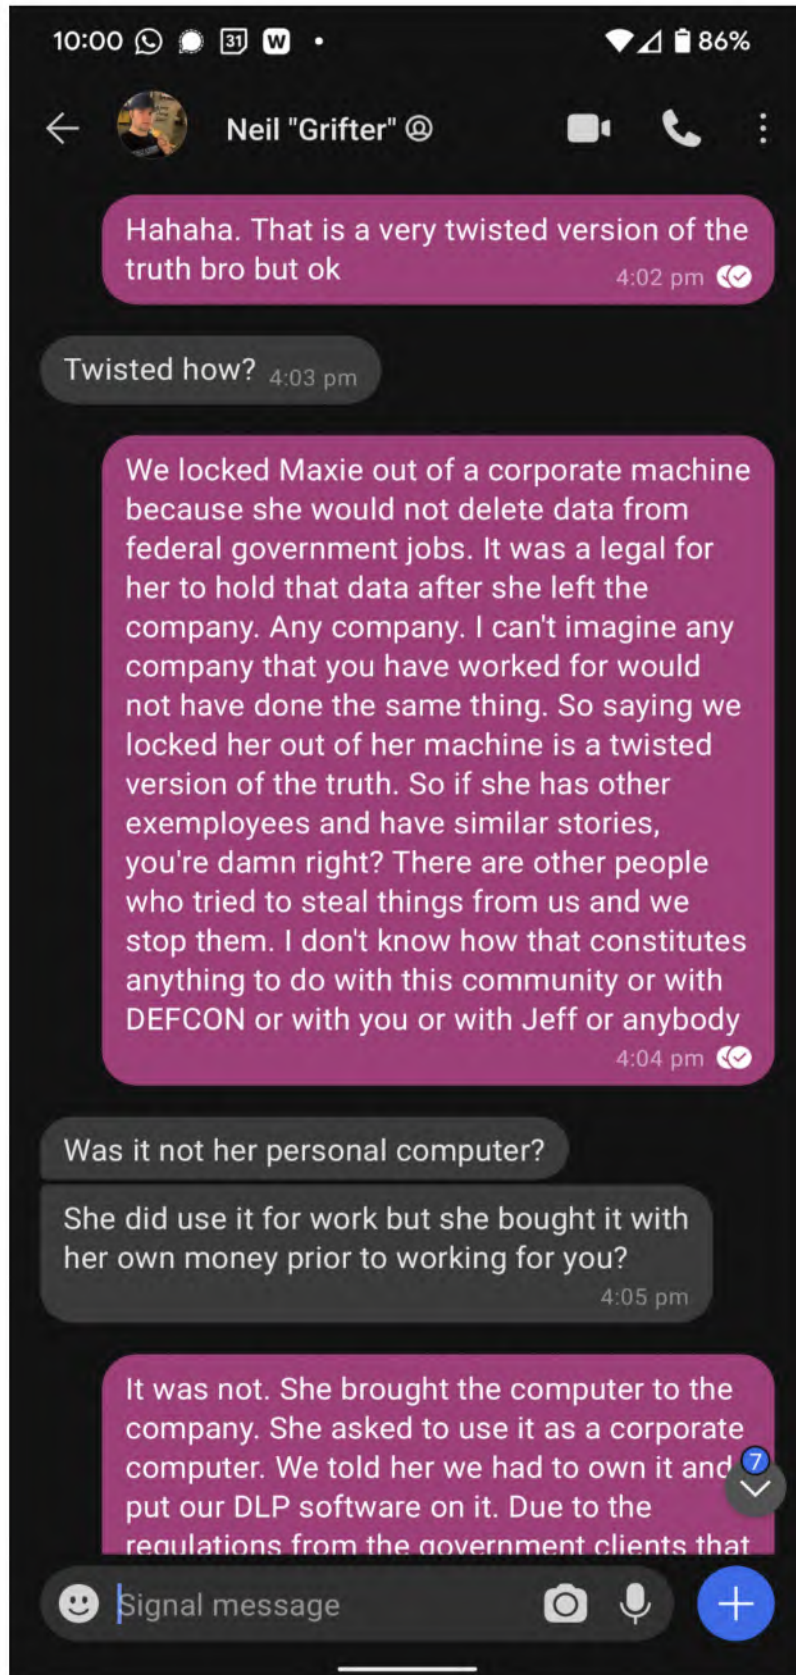 10:00 31 W 86%
Neil "Grifter"
Hahaha. That is a very twisted version of the
truth bro but ok
4:02 pm
Twisted how? 4:03 pm
We locked Maxie out of a corporate machine
because she would not delete data from
federal government jobs. It was a legal for
her to hold that data after she left the
company. Any company. I can't imagine any
company that you have worked for would
not have done the same thing. So saying we
locked her out of her machine is a twisted
version of the truth. So if she has other
exemployees and have similar stories,
you're damn right? There are other people
who tried to steal things from us and we
stop them. I don't know how that constitutes
anything to do with this community or with
DEFCON or with you or with Jeff or anybody
4:04 pm
Was it not her personal computer?
She did use it for work but she bought it with
her own money prior to working for you?
4:05 pm
It was not. She brought the computer to the
company. She asked to use it as a corporate
computer. We told her we had to own it and
7
put our DLP software on it. Due to the
regulations from the government clients that
Signal message